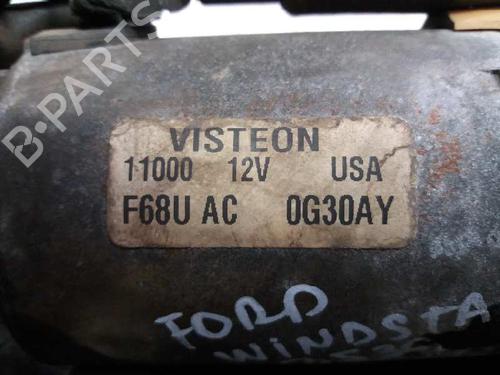 B-PARTS
VISTEON
11000 12V USA
F68U AC 0G30AY
FORD
WINDSTA